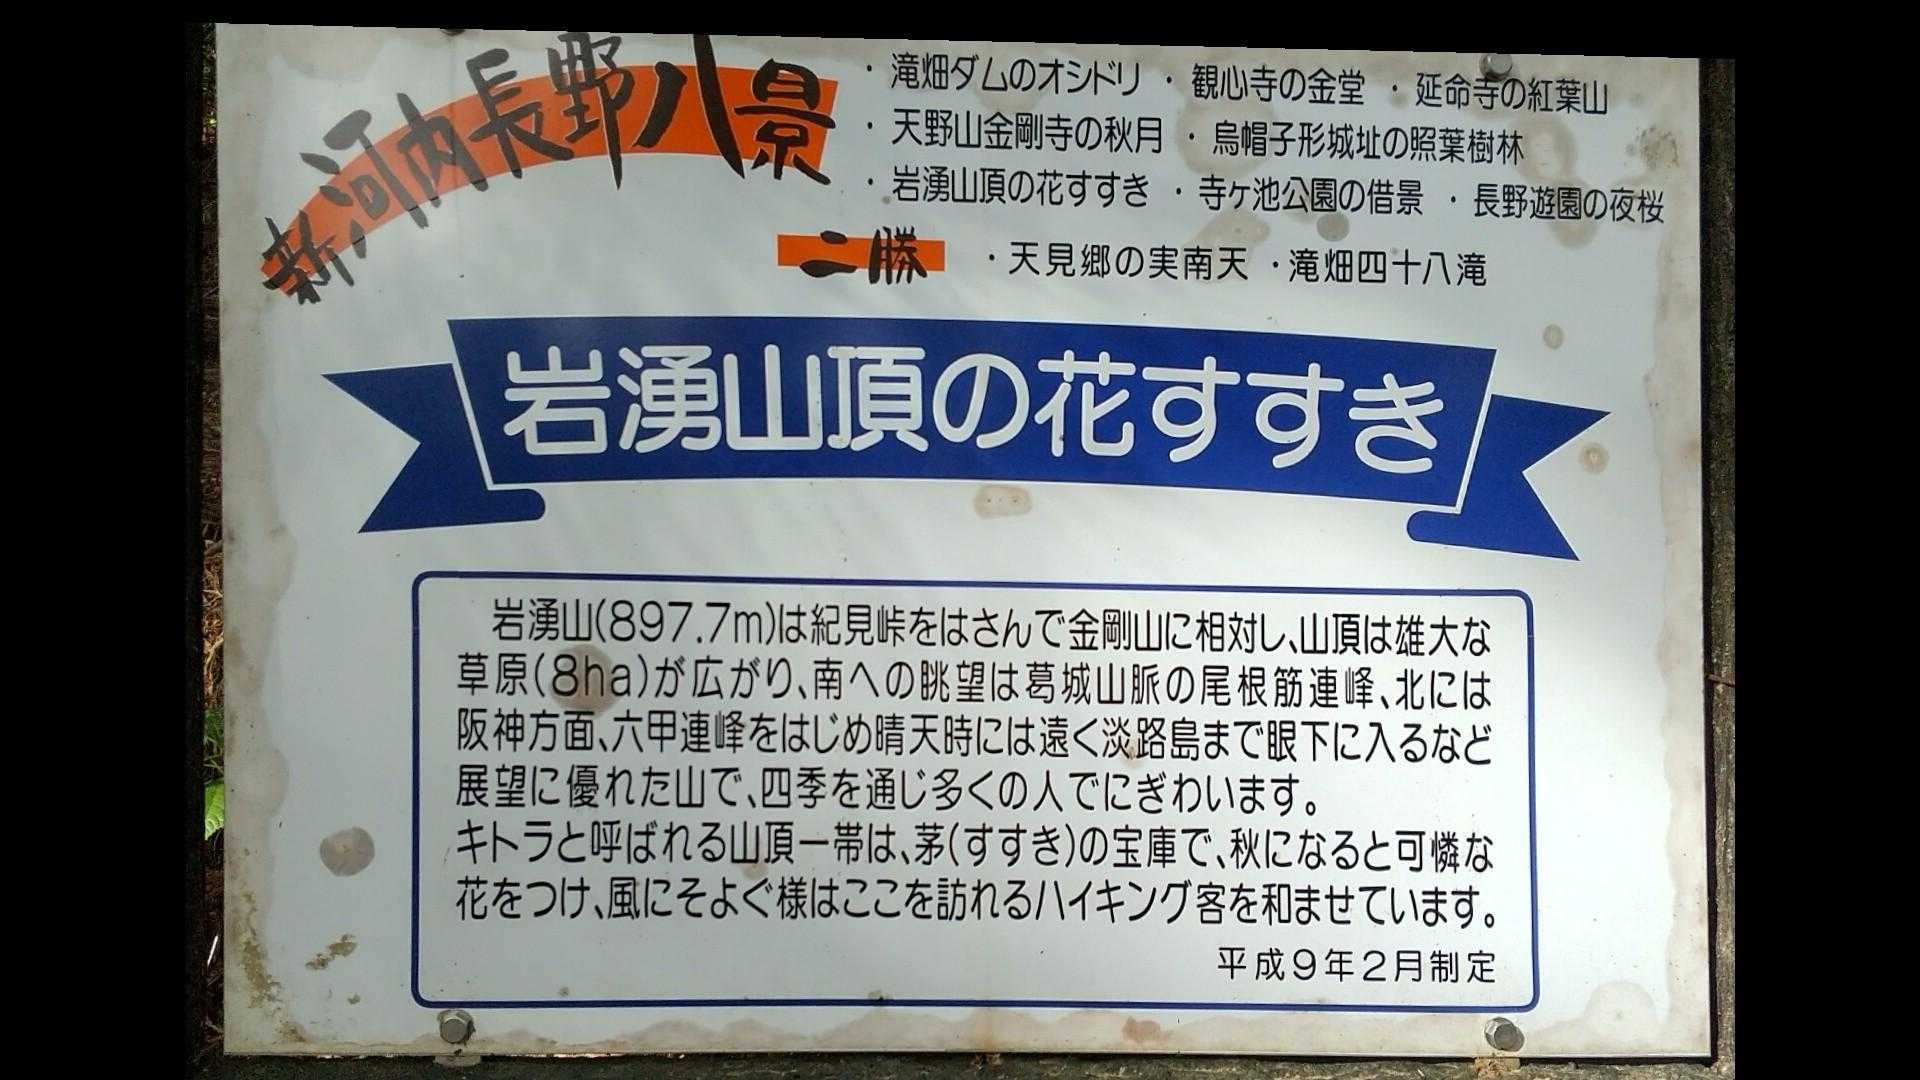 新河内長野八景
・滝畑ダムのオシドリ ・観心寺の金堂 ・延命寺の紅葉山
・天野山金剛寺の秋月 ・烏帽子形城址の照葉樹林
・岩湧山頂の花すすき ・寺ヶ池公園の借景 ・長野遊園の夜桜
二勝 ・天見郷の実南天 ・滝畑四十八滝
岩湧山頂の花すすき
岩湧山(897.7m)は紀見峠をはさんで金剛山に相対し、山頂は雄大な
草原(8ha)が広がり、南への眺望は葛城山脈の尾根筋連峰、北には
阪神方面、六甲連峰をはじめ晴天時には遠く淡路島まで眼下に入るなど
展望に優れた山で、四季を通じ多くの人でにぎわいます。
キトラと呼ばれる山頂一帯は、茅(すすき)の宝庫で、秋になると可憐な
花をつけ、風にそよぐ様はここを訪れるハイキング客を和ませています。
平成9年2月制定